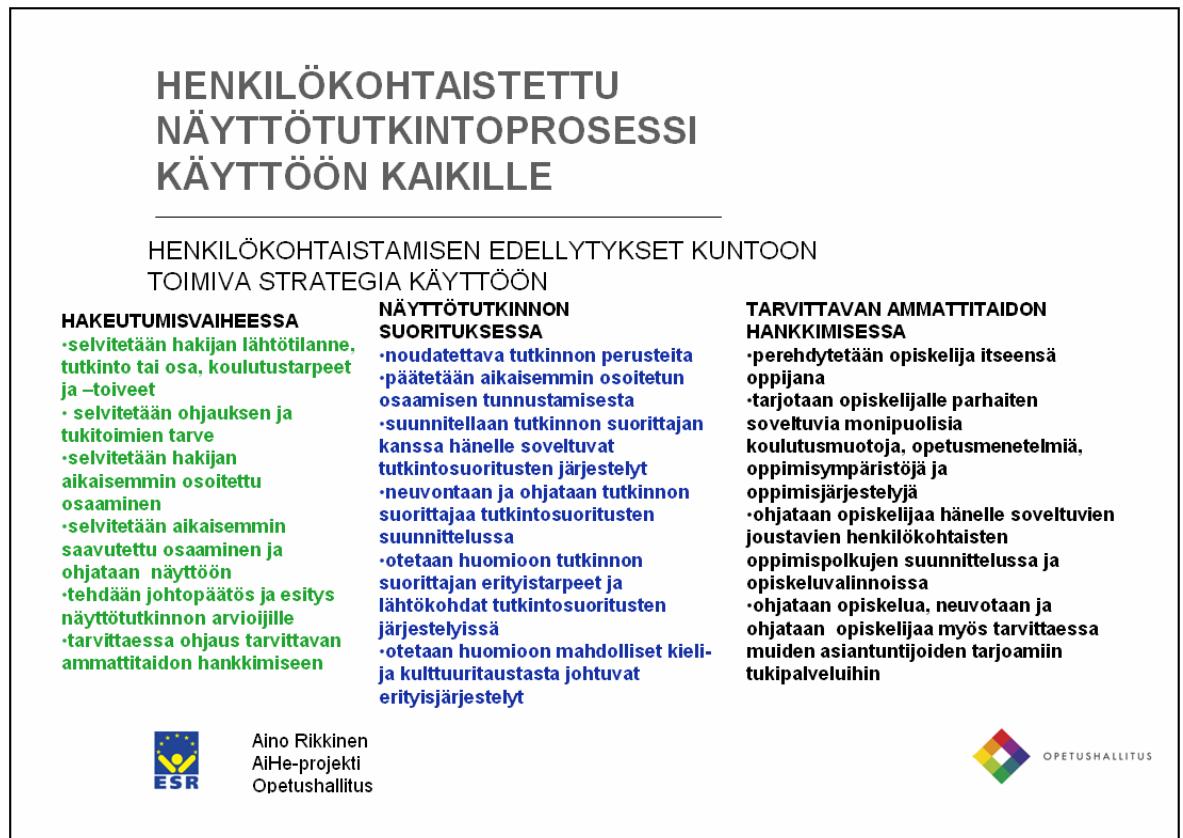 HENKILÖKOHTAISTETTU
NÄYTTÖTUTKINTOPROSESSI
KÄYTTÖÖN KAIKILLE
HENKILÖKOHTAISTAMISEN EDELLYTYKSET KUNTOON
TOIMIVA STRATEGIA KÄYTTÖÖN
HAKEUTUMISVAIHEESSA
•selvitetään hakijan lähtötilanne,
tutkinto tai osa, koulutustarpeet
ja –toiveet
• selvitetään ohjauksen ja
tukitoimien tarve
•selvitetään hakijan
aikaisemmin osoitettu
osaaminen
•selvitetään aikaisemmin
saavutettu osaaminen ja
ohjataan näyttöön
•tehdään johtopäätös ja esitys
näyttötutkinnon arvioijille
•tarvittaessa ohjaus tarvittavan
ammattitaidon hankkimiseen
NÄYTTÖTUTKINNON
SUORITUKSESSA
•noudatettava tutkinnon perusteita
•päätetään aikaisemmin osoitetun
osaamisen tunnustamisesta
•suunnitellaan tutkinnon suorittajan
kanssa hänelle soveltuvat
tutkintosuoritusten järjestelyt
•neuvontaan ja ohjataan tutkinnon
suorittajaa tutkintosuoritusten
suunnittelussa
•otetaan huomioon tutkinnon
suorittajan erityistarpeet ja
lähtökohdat tutkintosuoritusten
järjestelyissä
•otetaan huomioon mahdolliset kieli-
ja kulttuuritaustasta johtuvat
erityisjärjestelyt
TARVITTAVAN AMMATTITAIDON
HANKKIMISESSA
•perehdytetään opiskelija itseensä
oppijana
•tarjotaan opiskelijalle parhaiten
soveltuvia monipuolisia
koulutusmuotoja, opetusmenetelmiä,
oppimisympäristöjä ja
oppimisjärjestelyjä
•ohjataan opiskelijaa hänelle soveltuvien
joustavien henkilökohtaisten
oppimispolkujen suunnittelussa ja
opiskeluvalinnoissa
•ohjataan opiskelua, neuvotaan ja
ohjataan opiskelijaa myös tarvittaessa
muiden asiantuntijoiden tarjoamiin
tukipalveluihin
ESR
Aino Rikkinen
AiHe-projekti
Opetushallitus
OPETUSHALLITUS